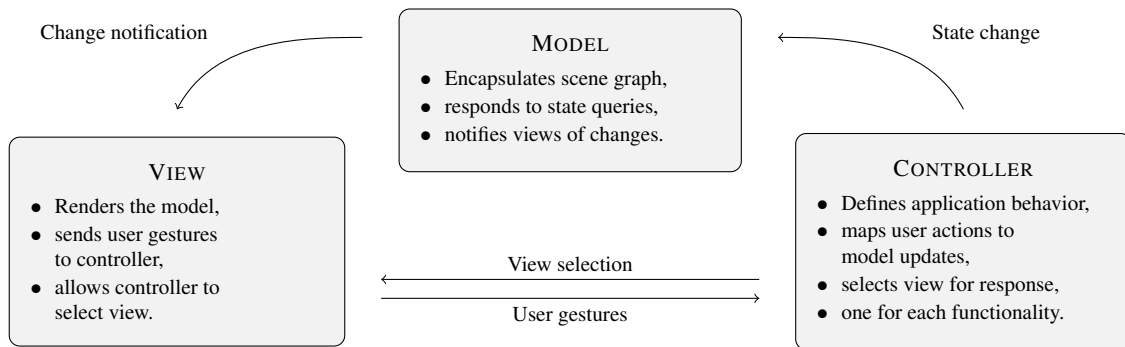 Change notification
MODEL
State change
• Encapsulates scene graph,
• responds to state queries,
• notifies views of changes.
VIEW
• Renders the model,
• sends user gestures
to controller,
• allows controller to
select view.
CONTROLLER
• Defines application behavior,
• maps user actions to
model updates,
• selects view for response,
• one for each functionality.
View selection
User gestures